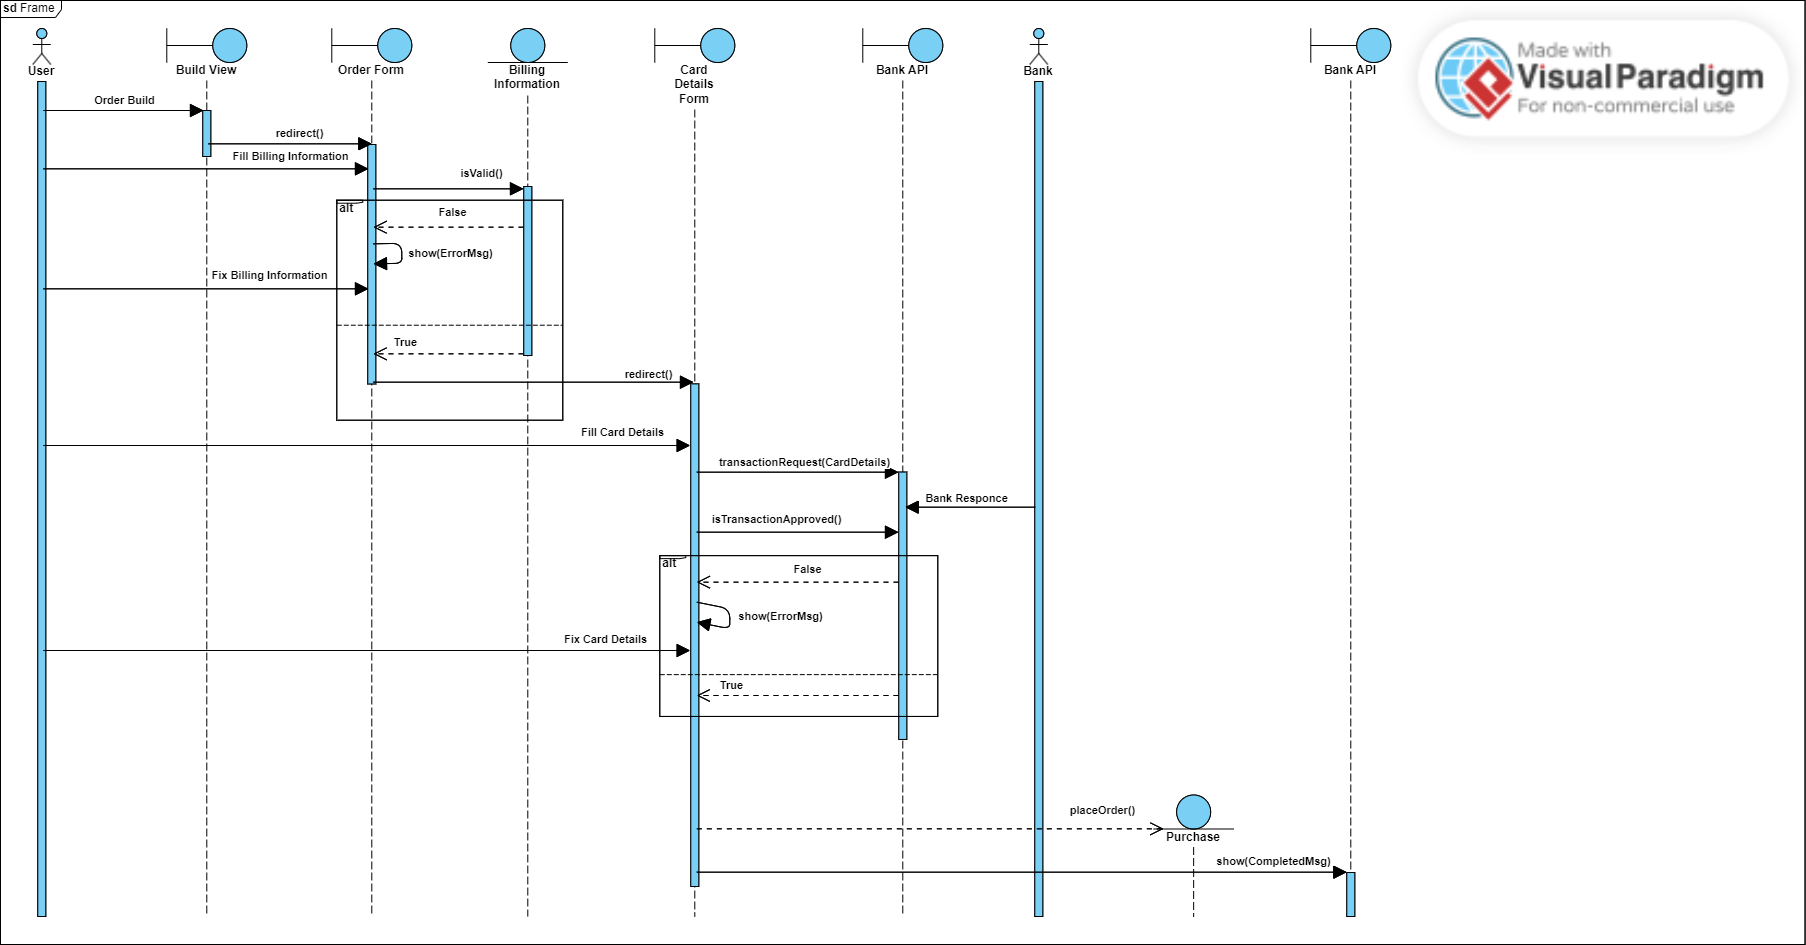 sd Frame
Made with
VisualParadigm
For non-commercial use
User
Build View
Order Form
Billing
Information
Card
Details
Form
Bank API
Bank
Bank API
Order Build
redirect()
Fill Billing Information
isValid()
alt
False
show(ErrorMsg)
Fix Billing Information
True
redirect()
Fill Card Details
transactionRequest(CardDetails)
Bank Responce
isTransactionApproved()
alt
False
show(ErrorMsg)
Fix Card Details
True
placeOrder()
Purchase
show(CompletedMsg)